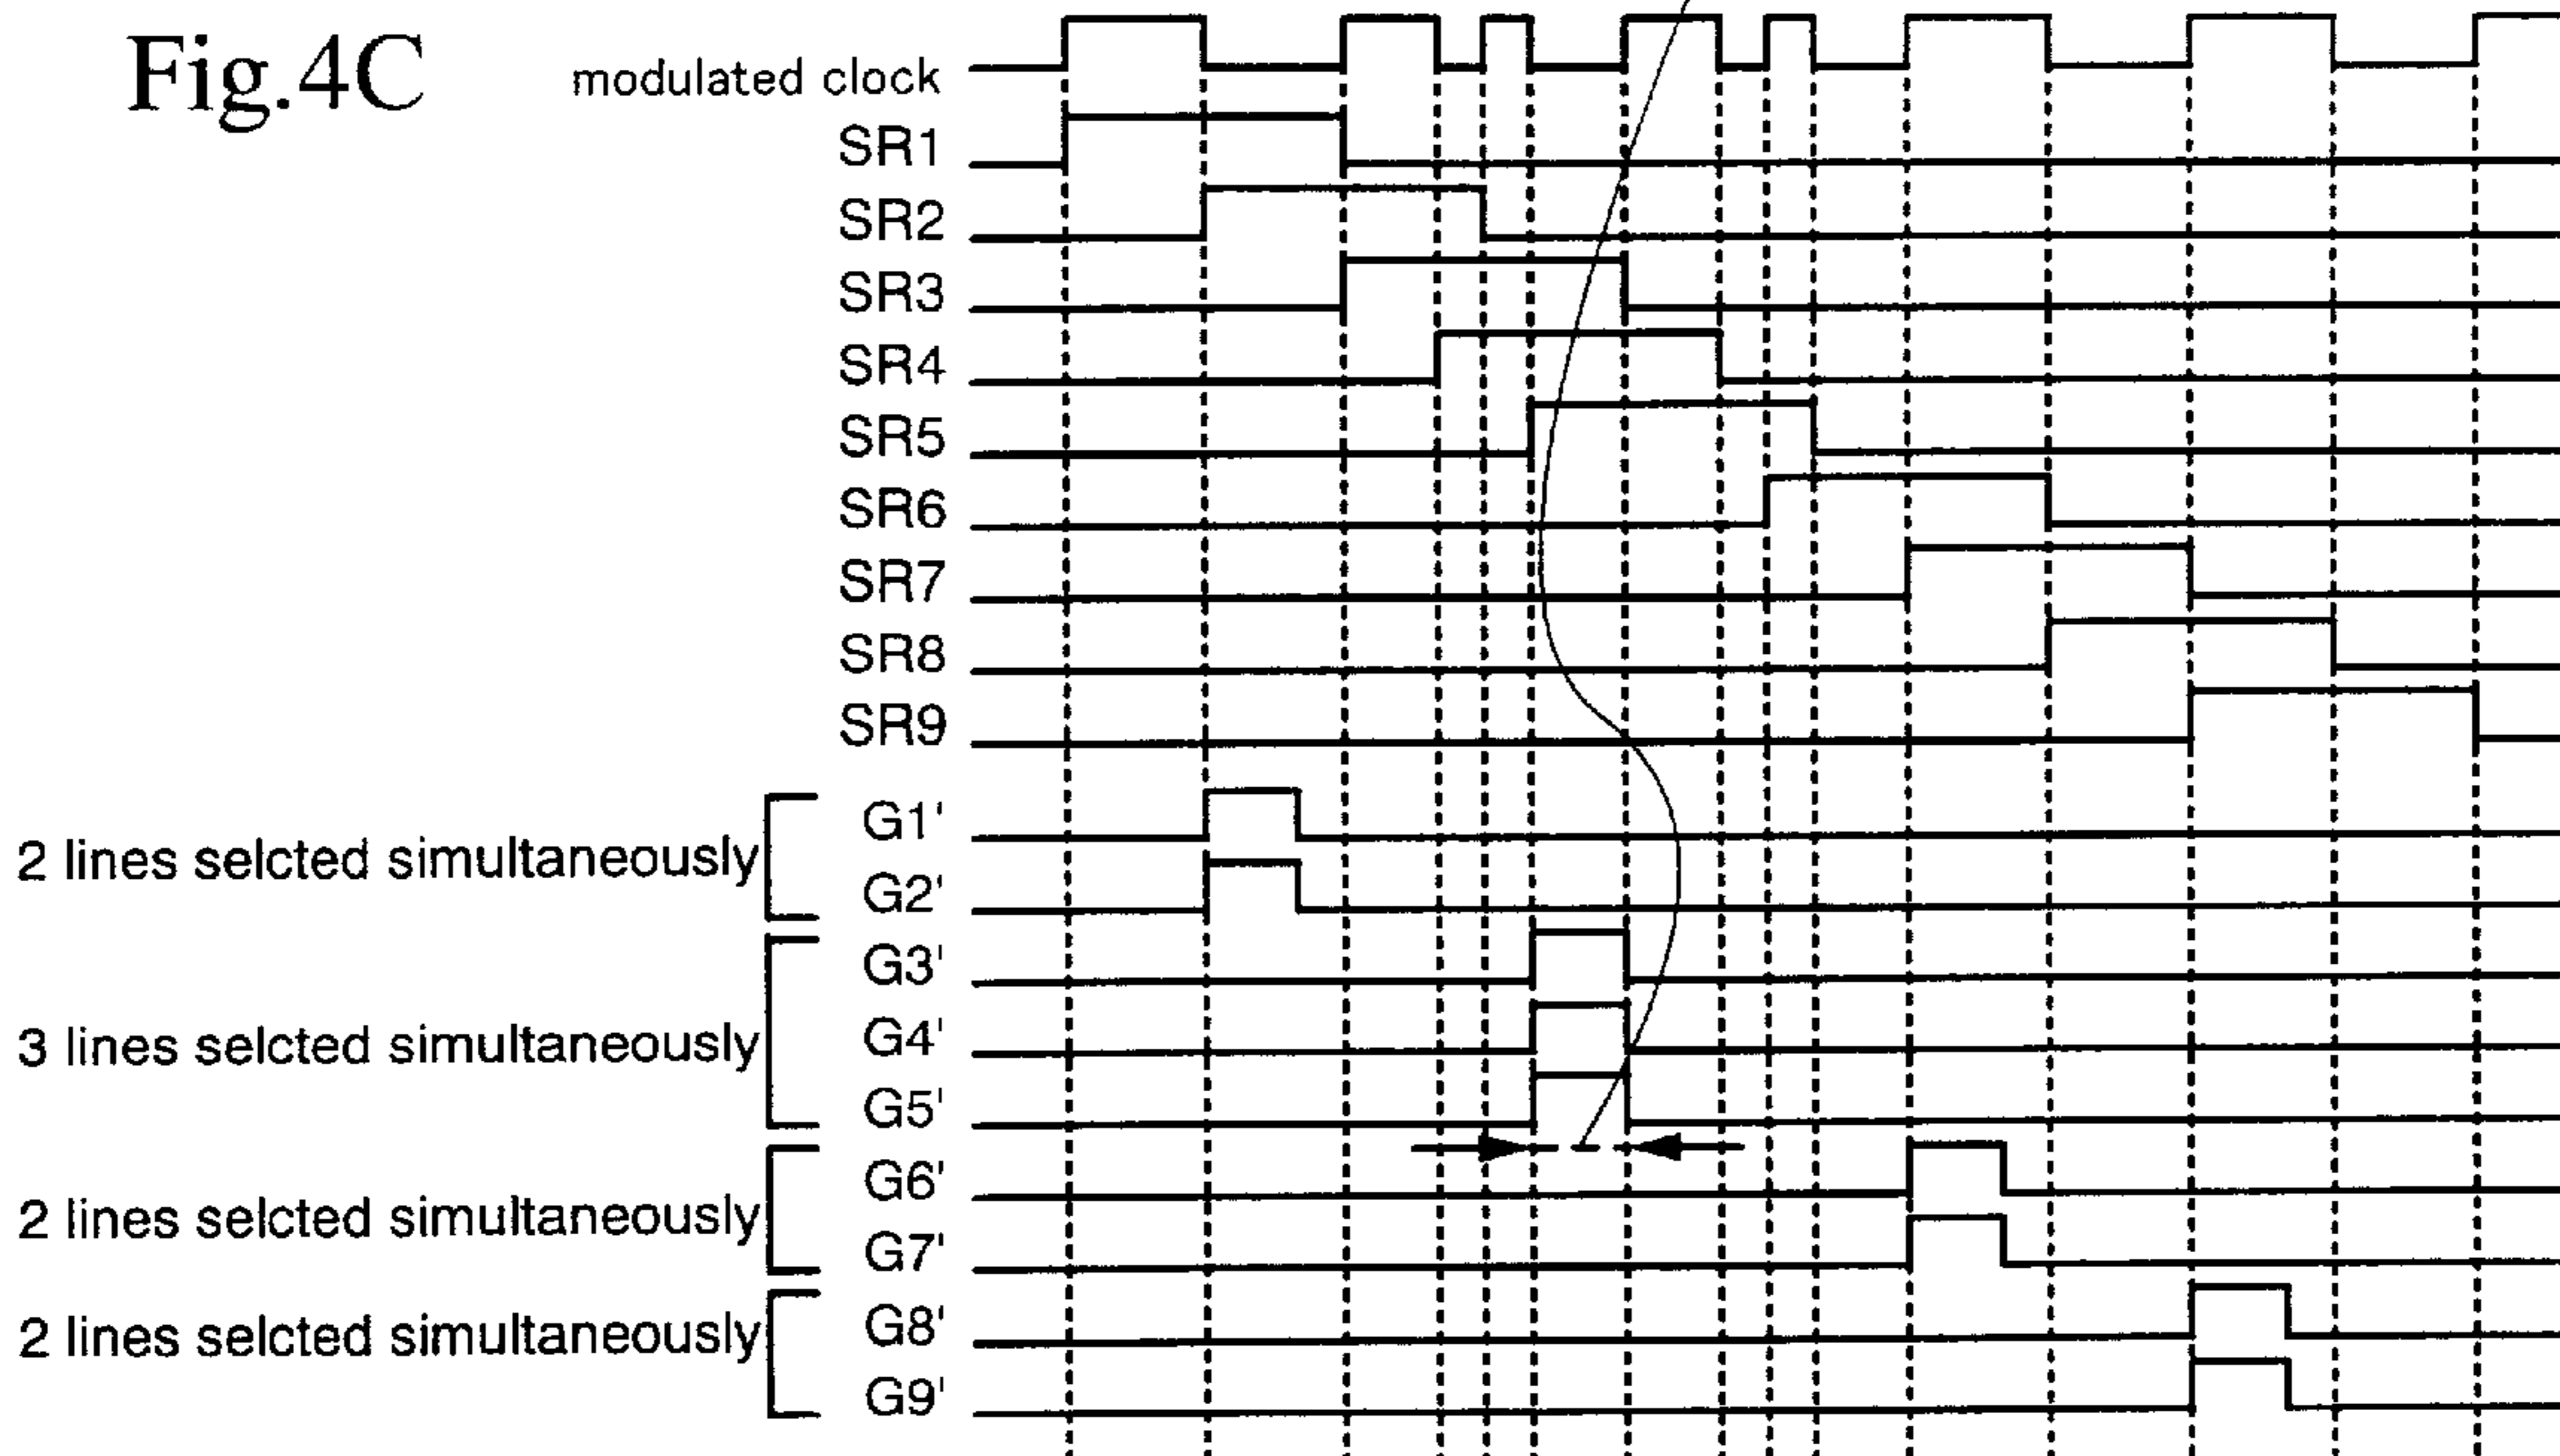 Fig.4C
modulated clock
SR1
SR2
SR3
SR4
SR5
SR6
SR7
SR8
SR9
2 lines selcted simultaneously
G1'
G2'
3 lines selcted simultaneously
G3'
G4'
G5'
2 lines selcted simultaneously
G6'
G7'
2 lines selcted simultaneously
G8'
G9'